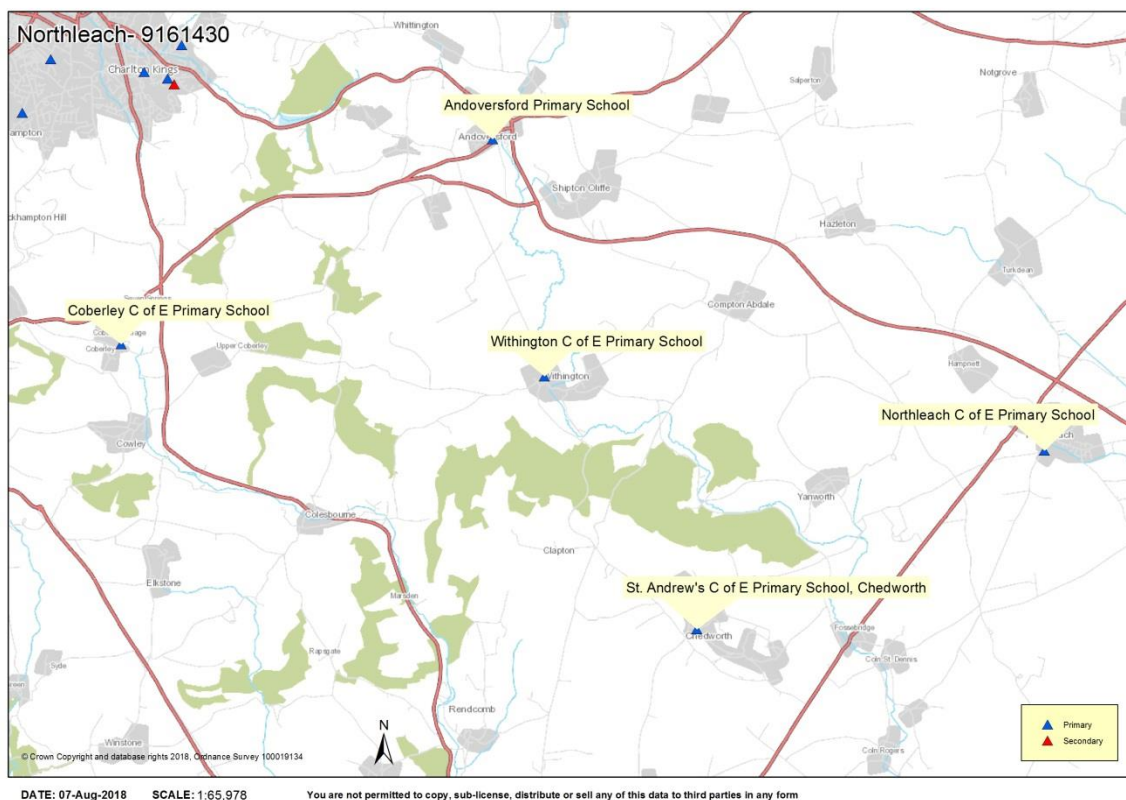 Northleach- 9161430
Whittington
Charlton Kings
Salperton
Notgrove
Andoversford Primary School
Shipton Oliffe
ckhampton Hill
Hazleton
Turkdean
Coberley C of E Primary School
Compton Abdale
Withington C of E Primary School
Coberley
Upper Coberley
Hampnett
Withington
Northleach C of E Primary School
Cowley
Yanworth
Colesbourne
Clapton
Elkstone
St. Andrew's C of E Primary School, Chedworth
Marsden
Chedworth
Fossebridge
Rapsgate
Coln St. Dennis
Syde
Rendcomb
N
Primary
Secondary
Winstone
Coln Rogers
© Crown Copyright and database rights 2018, Ordnance Survey 100019134
DATE: 07-Aug-2018 SCALE: 1:65,978 You are not permitted to copy, sub-license, distribute or sell any of this data to third parties in any form